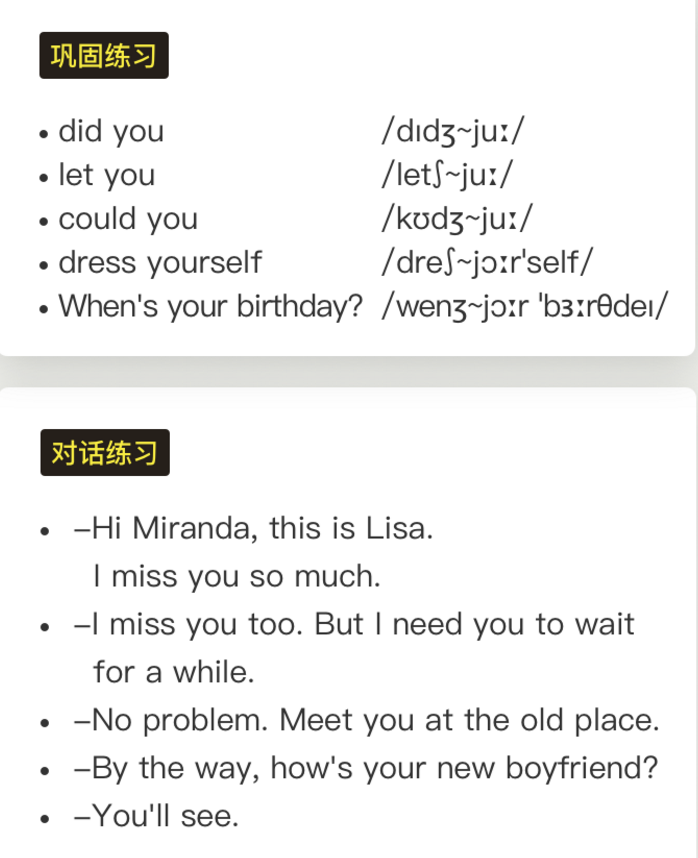 巩固练习
• did you /dɪdʒ~juː/
• let you /letʃ~juː/
• could you /kʊdʒ~juː/
• dress yourself /dreʃ~jɔːr'self/
• When's your birthday? /wenʒ~jɔːr 'bɜːrθdeɪ/
对话练习
• –Hi Miranda, this is Lisa.
I miss you so much.
• –I miss you too. But I need you to wait
for a while.
• –No problem. Meet you at the old place.
• –By the way, how's your new boyfriend?
• –You'll see.